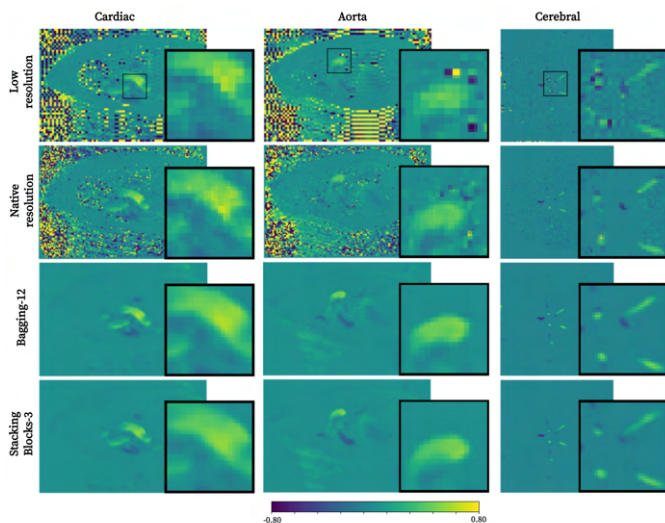 Cardiac
Aorta
Cerebral
Low
resolution
Native
resolution
Bagging-12
Stacking
Blocks-3
-0.80
0.80